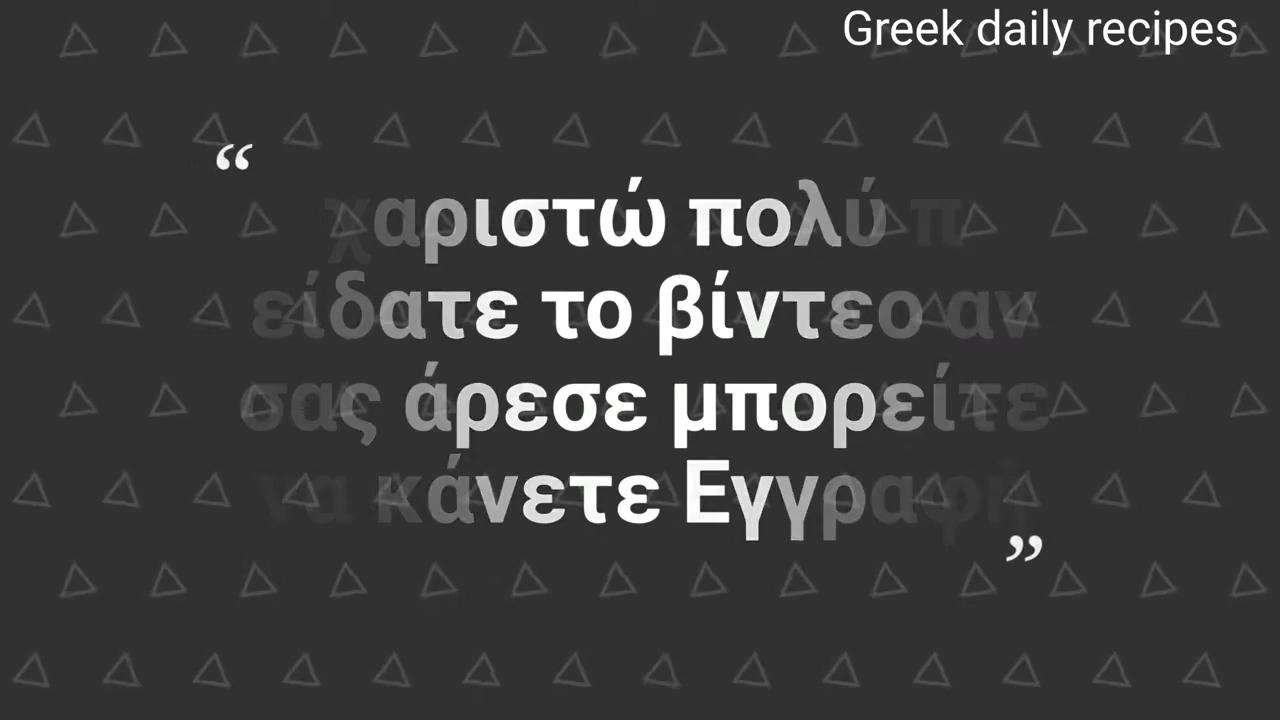 Greek daily recipes
“
χαριστώ πολύ π
είδατε το βίντεο αν
σας άρεσε μπορείτε
να κάνετε Εγγραφή
”